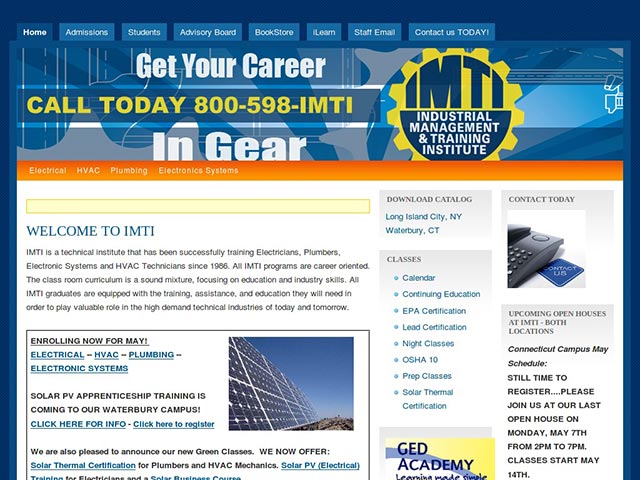 Home Admissions Students Advisory Board BookStore iLearn Staff Email Contact us TODAY!
Get Your Career
CALL TODAY 800-598-IMTI
In Gear
IMTI
INDUSTRIAL
MANAGEMENT
& TRAINING
INSTITUTE
Electrical HVAC Plumbing Electronics Systems
WELCOME TO IMTI
IMTI is a technical institute that has been successfully training Electricians, Plumbers,
Electronic Systems and HVAC Technicians since 1986. All IMTI programs are career oriented.
The class room curriculum is a sound mixture, focusing on education and industry skills. All
IMTI graduates are equipped with the training, assistance, and education they will need in
order to play valuable role in the high demand technical industries of today and tomorrow.
ENROLLING NOW FOR MAY!
ELECTRICAL – HVAC – PLUMBING –
ELECTRONIC SYSTEMS
SOLAR PV APPRENTICESHIP TRAINING IS
COMING TO OUR WATERBURY CAMPUS!
CLICK HERE FOR INFO - Click here to register
We are also pleased to announce our new Green Classes. WE NOW OFFER:
Solar Thermal Certification for Plumbers and HVAC Mechanics. Solar PV (Electrical)
Training for Electricians and a Solar Business Course
DOWNLOAD CATALOG
Long Island City, NY
Waterbury, CT
CLASSES
Calendar
Continuing Education
EPA Certification
Lead Certification
Night Classes
OSHA 10
Prep Classes
Solar Thermal
Certification
GED
ACADEMY
Learning made simple
CONTACT TODAY
CONTACT
US
UPCOMING OPEN HOUSES
AT IMTI - BOTH
LOCATIONS
Connecticut Campus May
Schedule:
STILL TIME TO
REGISTER....PLEASE
JOIN US AT OUR LAST
OPEN HOUSE ON
MONDAY, MAY 7TH
FROM 2PM TO 7PM.
CLASSES START MAY
14TH.